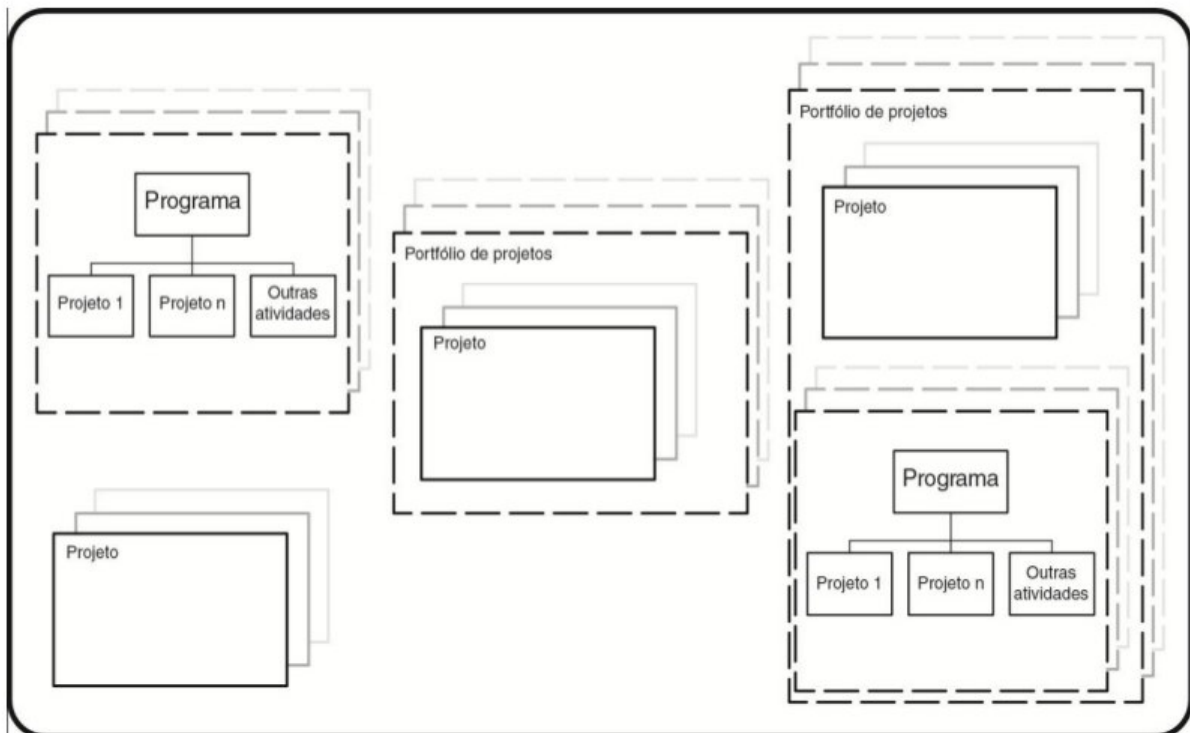 Programa
Projeto 1
Projeto n
Outras
atividades
Projeto
Portfólio de projetos
Projeto
Portfólio de projetos
Projeto
Programa
Projeto 1
Projeto n
Outras
atividades